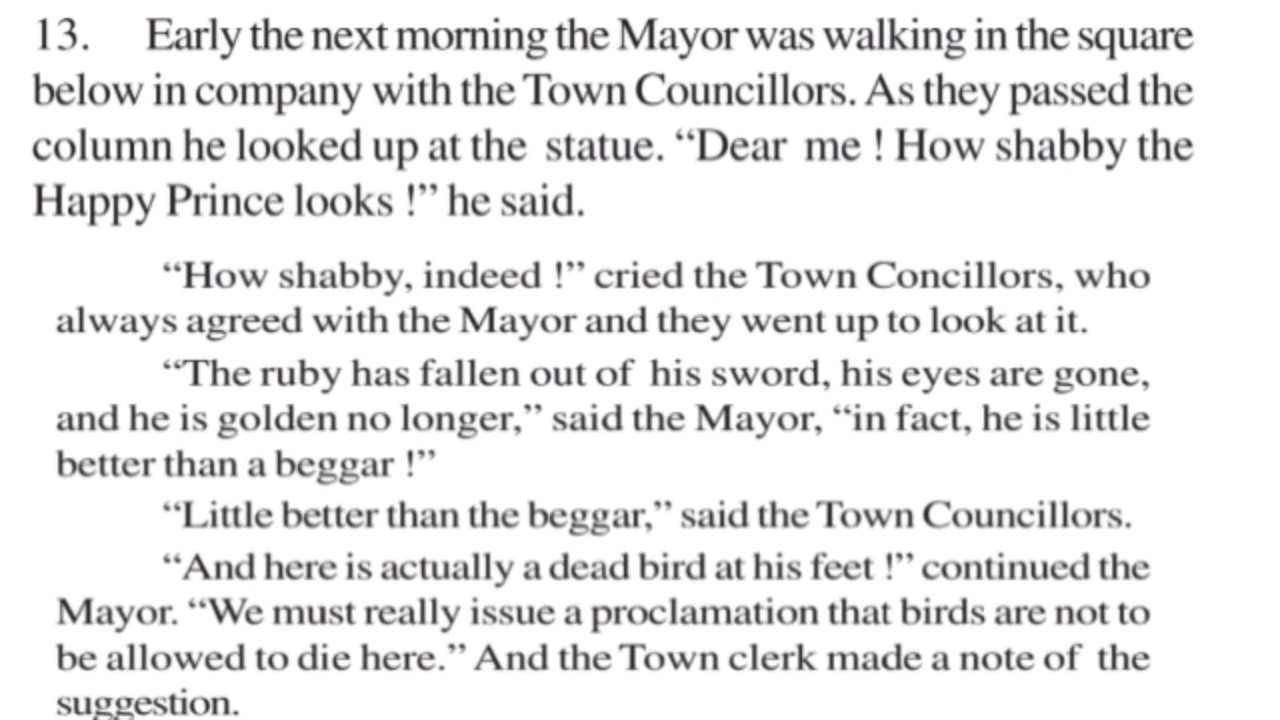 13. Early the next morning the Mayor was walking in the square
below in company with the Town Councillors. As they passed the
column he looked up at the statue. “Dear me ! How shabby the
Happy Prince looks !” he said.
“How shabby, indeed !” cried the Town Concillors, who
always agreed with the Mayor and they went up to look at it.
“The ruby has fallen out of his sword, his eyes are gone,
and he is golden no longer,” said the Mayor, “in fact, he is little
better than a beggar !”
“Little better than the beggar,” said the Town Councillors.
“And here is actually a dead bird at his feet !” continued the
Mayor. “We must really issue a proclamation that birds are not to
be allowed to die here.” And the Town clerk made a note of the
suggestion.